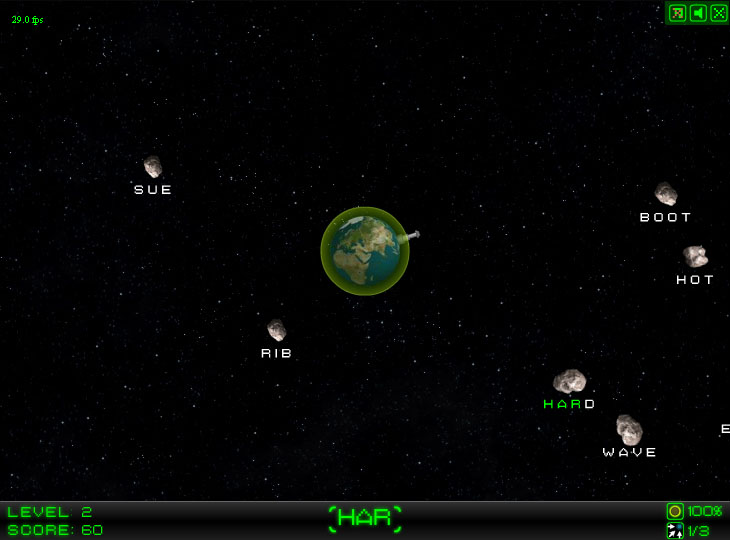 29.0 fps
SUE
BOOT
HOT
RIB
HARD
WAVE
E
LEVEL: 2
SCORE: 60
HAR
100%
1/3